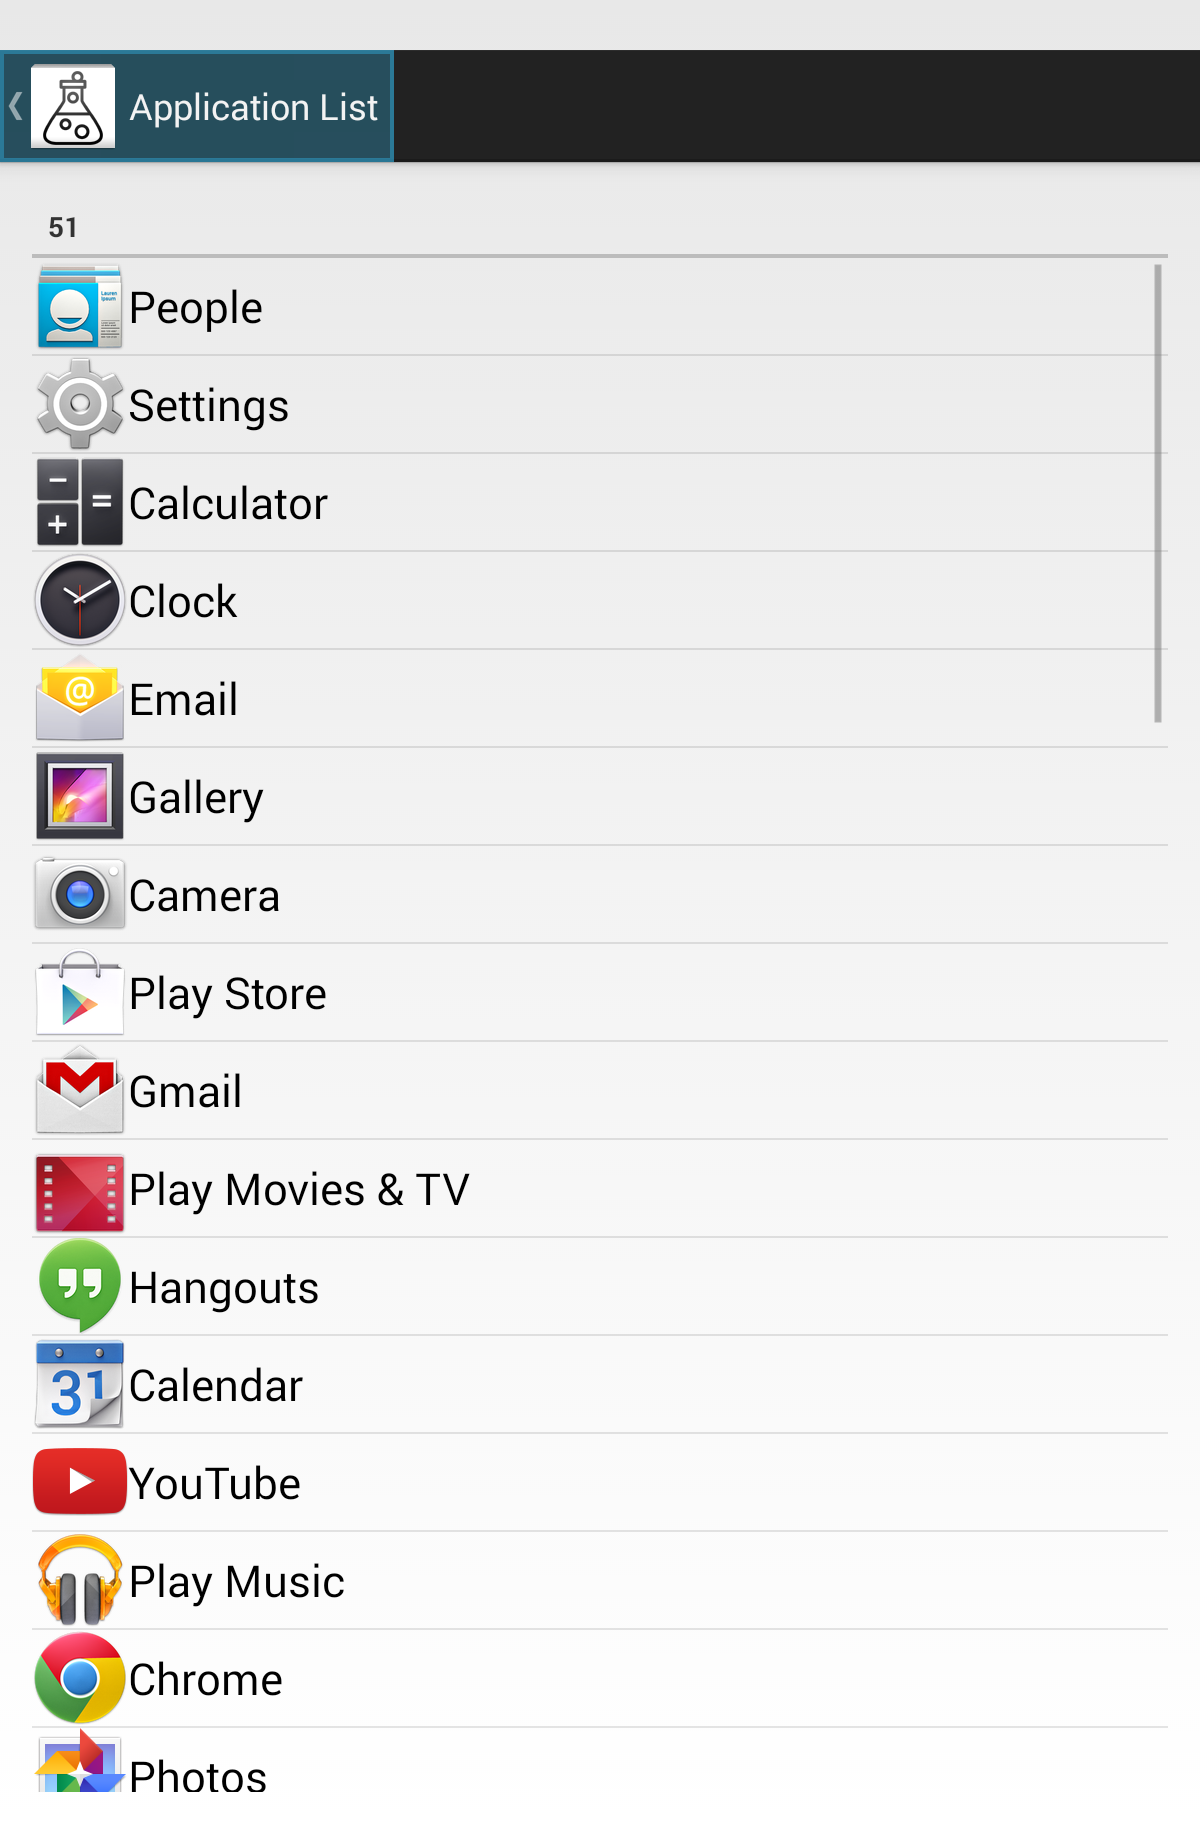 Application List
51
People
Settings
Calculator
Clock
Email
Gallery
Camera
Play Store
Gmail
Play Movies & TV
Hangouts
31 Calendar
YouTube
Play Music
Chrome
Photos